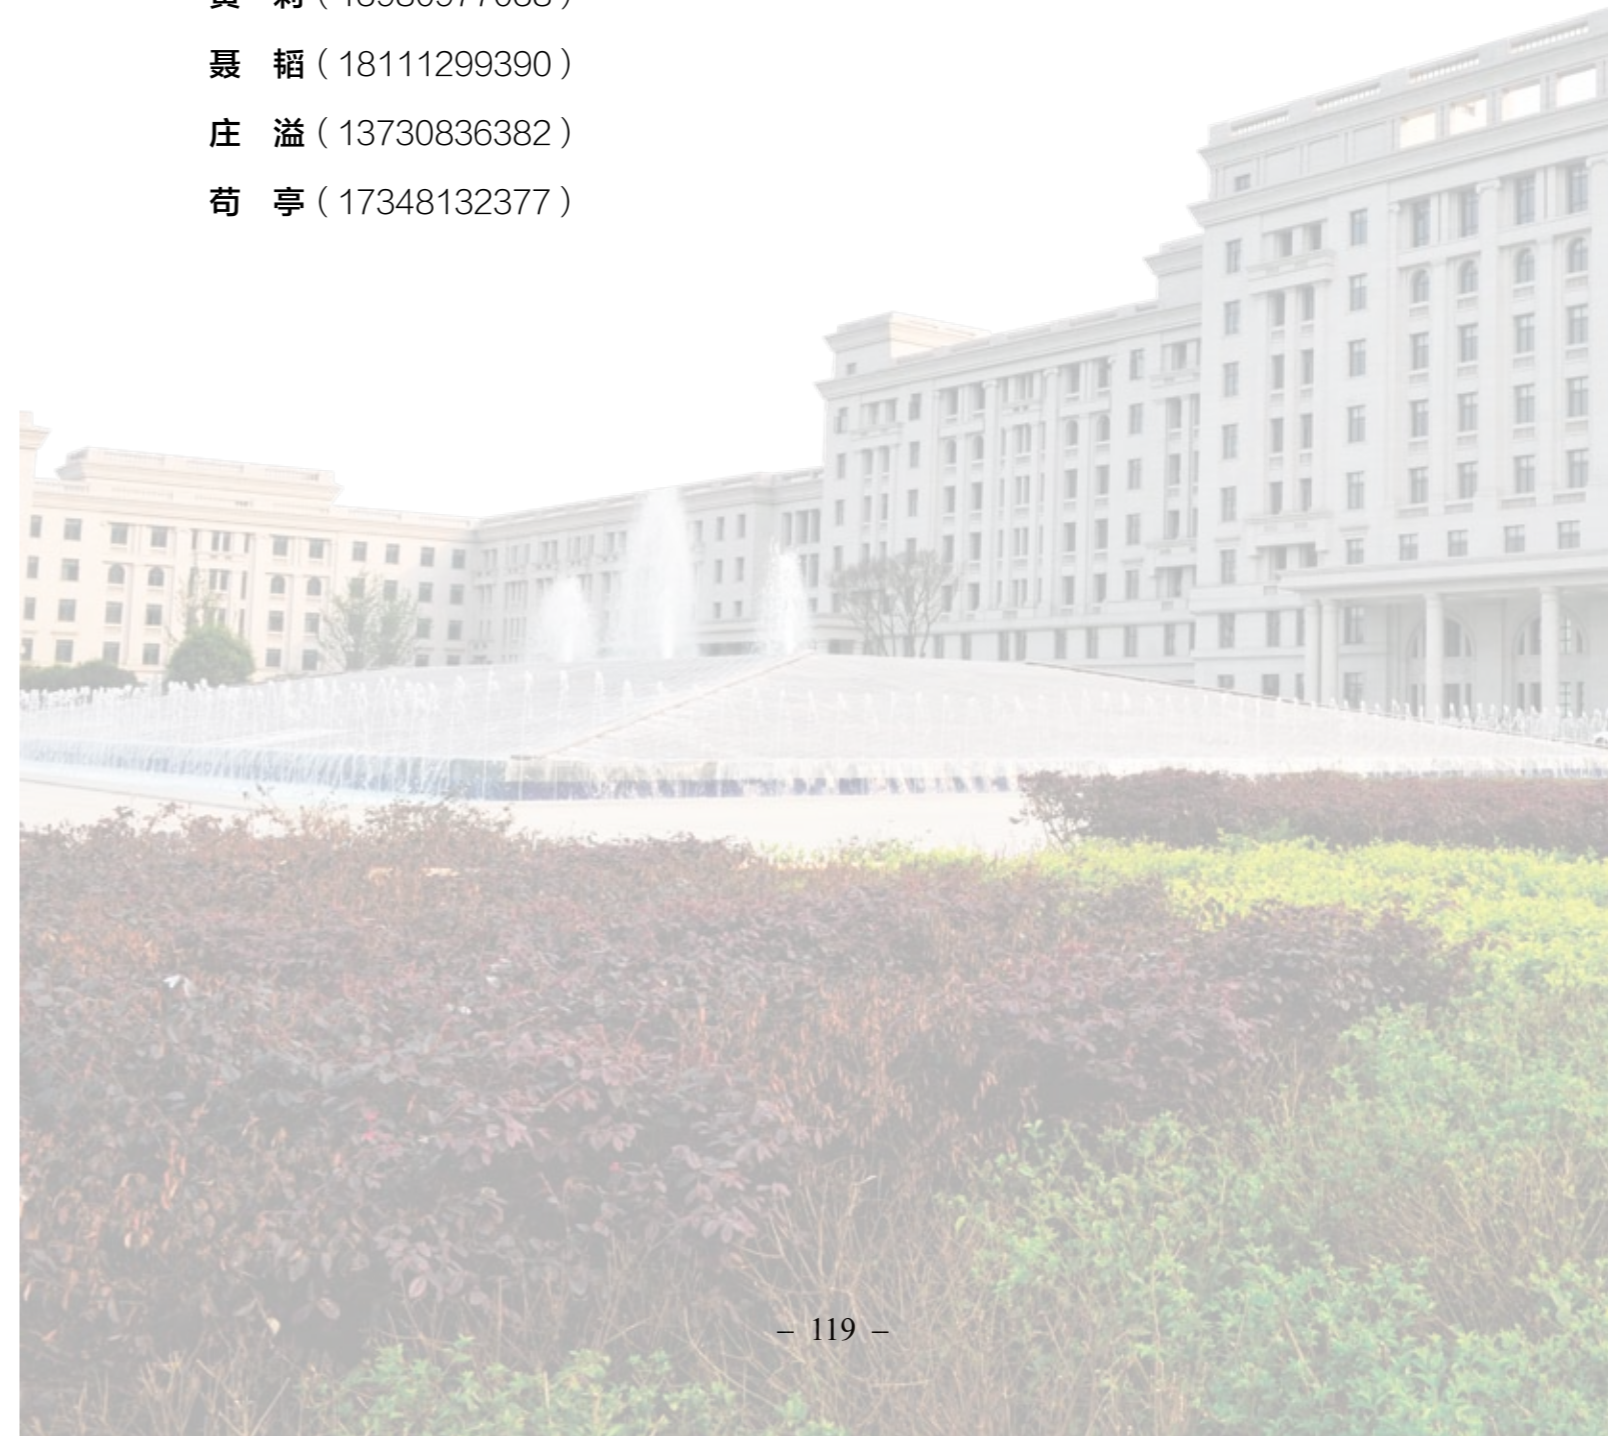 聂　韬（18111299390）
庄　溢（13730836382）
苟　亭（17348132377）
– 119 –